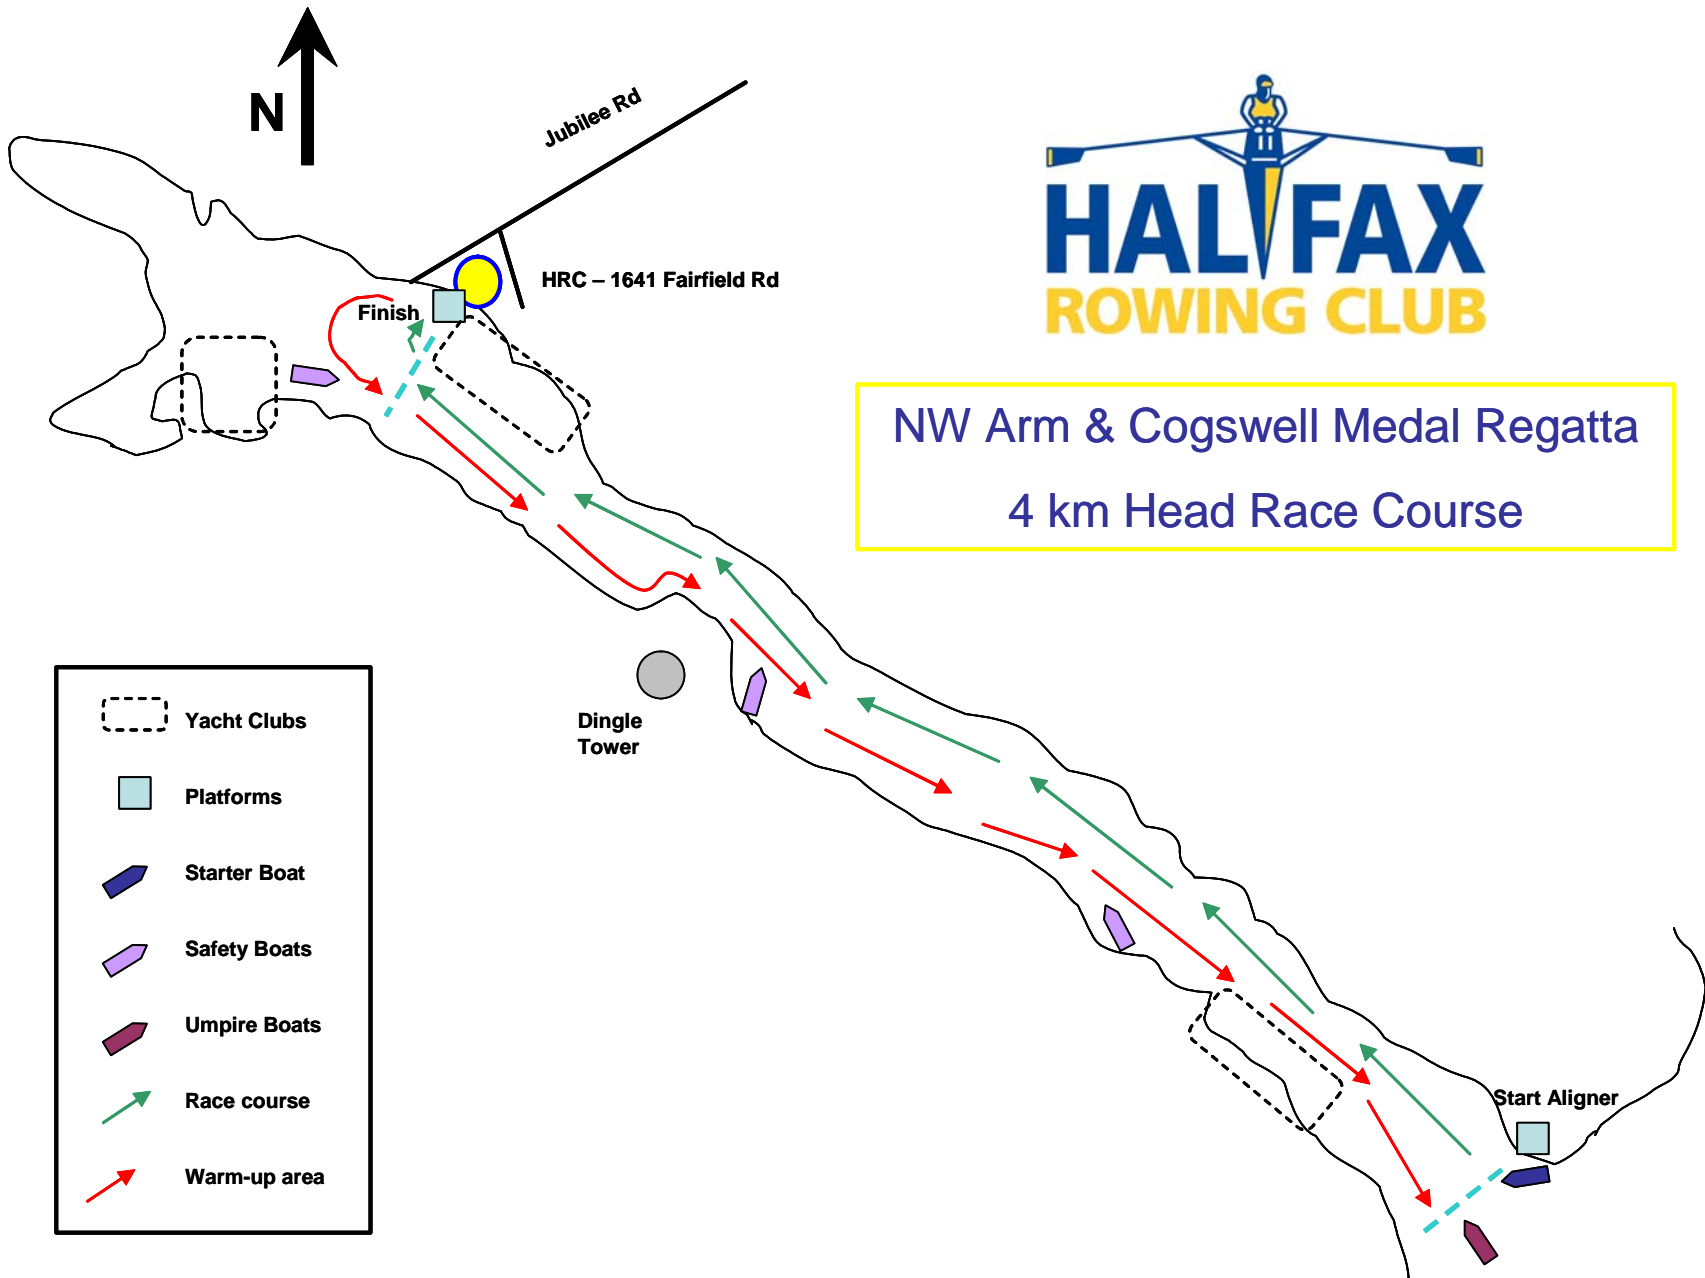 N
Jubilee Rd
HRC – 1641 Fairfield Rd
Finish
HALIFAX
ROWING CLUB
NW Arm & Cogswell Medal Regatta
4 km Head Race Course
Dingle
Tower
Yacht Clubs
Platforms
Starter Boat
Safety Boats
Umpire Boats
Race course
Warm-up area
Start Aligner